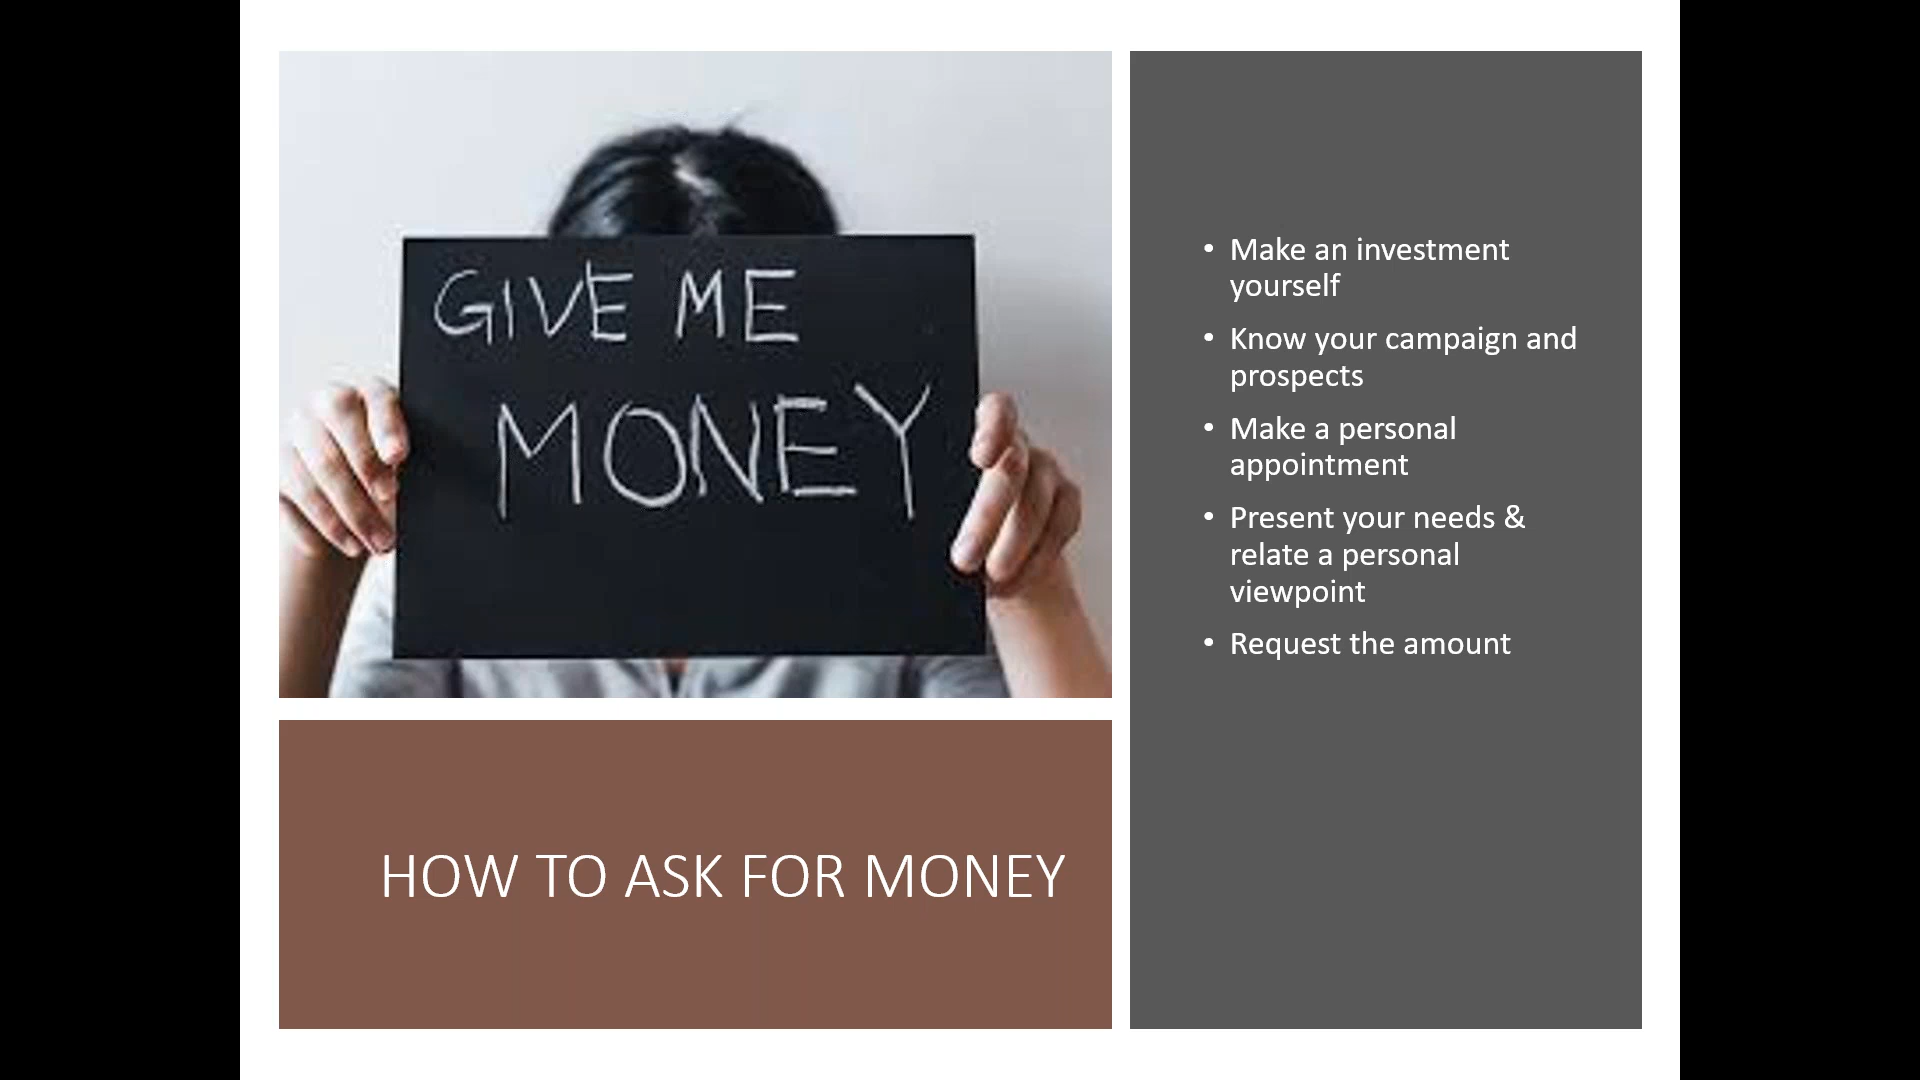 GIVE ME
MONEY
HOW TO ASK FOR MONEY
• Make an investment
yourself
• Know your campaign and
prospects
• Make a personal
appointment
• Present your needs &
relate a personal
viewpoint
• Request the amount